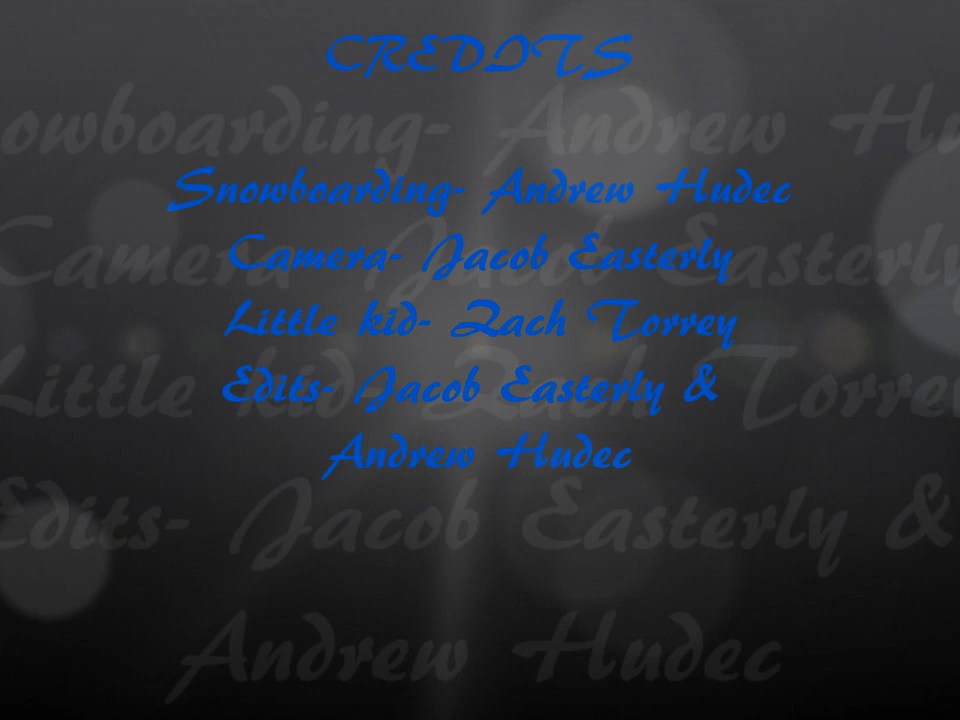 CREDITS
Snowboarding- Andrew Hudec
Camera- Jacob Easterly
Little kid- Zach Torrey
Edits- Jacob Easterly &
Andrew Hudec